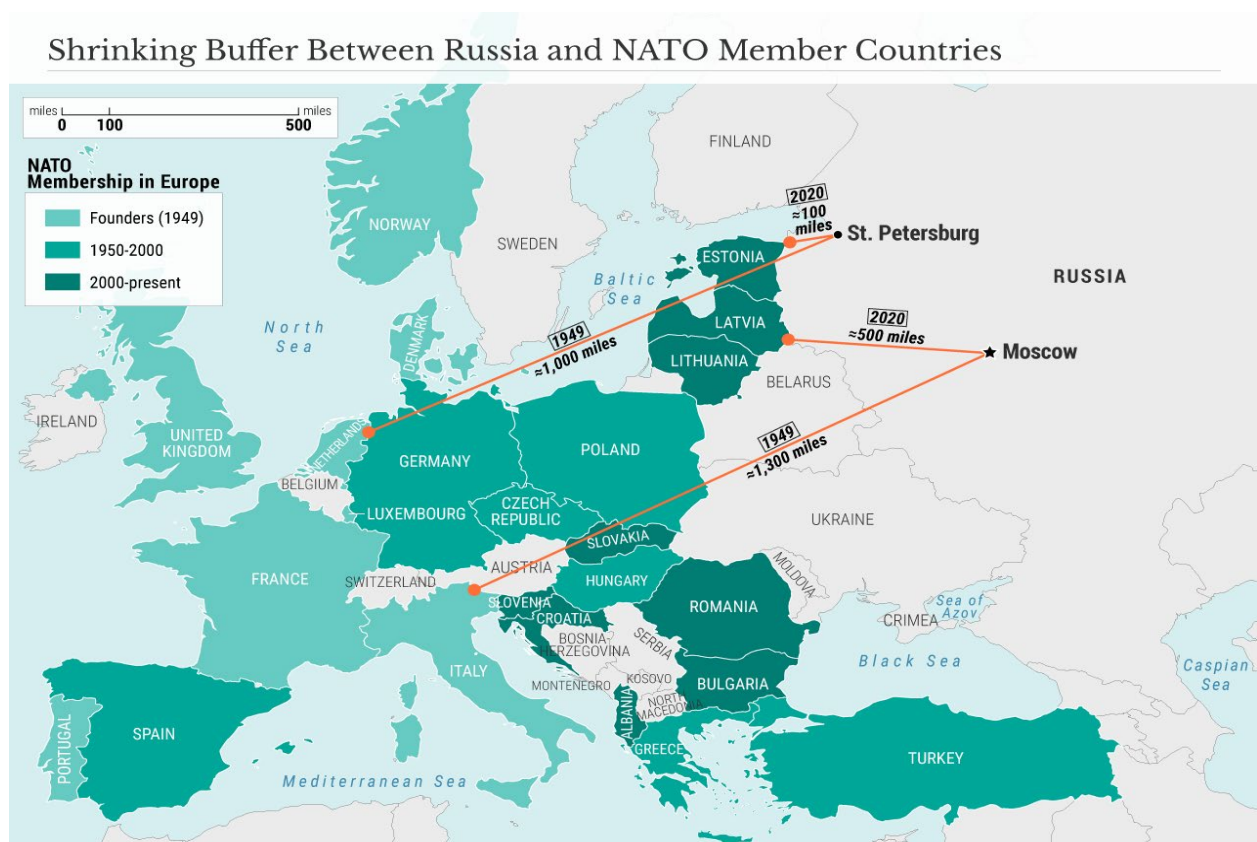 Shrinking Buffer Between Russia and NATO Member Countries
miles miles
0 100 500
NATO
Membership in Europe
Founders (1949)
1950-2000
2000-present
FINLAND
NORWAY
SWEDEN
2020
≈100
miles
St. Petersburg
ESTONIA
RUSSIA
Baltic
Sea
North
Sea
LATVIA
2020
≈500 miles
Moscow
1949
≈1,000 miles
DENMARK
LITHUANIA
BELARUS
IRELAND
UNITED
KINGDOM
NETHERLANDS
1949
≈1,300 miles
BELGIUM
GERMANY
POLAND
LUXEMBOURG
CZECH
REPUBLIC
UKRAINE
SLOVAKIA
FRANCE
SWITZERLAND
AUSTRIA
HUNGARY
MOLDOVA
SLOVENIA
CROATIA
ROMANIA
Sea of
Azov
CRIMEA
BOSNIA-
HERZEGOVINA
SERBIA
Black Sea
Caspian
Sea
ITALY
MONTENEGRO
KOSOVO
BULGARIA
NORTH
MACEDONIA
ALBANIA
PORTUGAL
SPAIN
GREECE
TURKEY
Mediterranean Sea